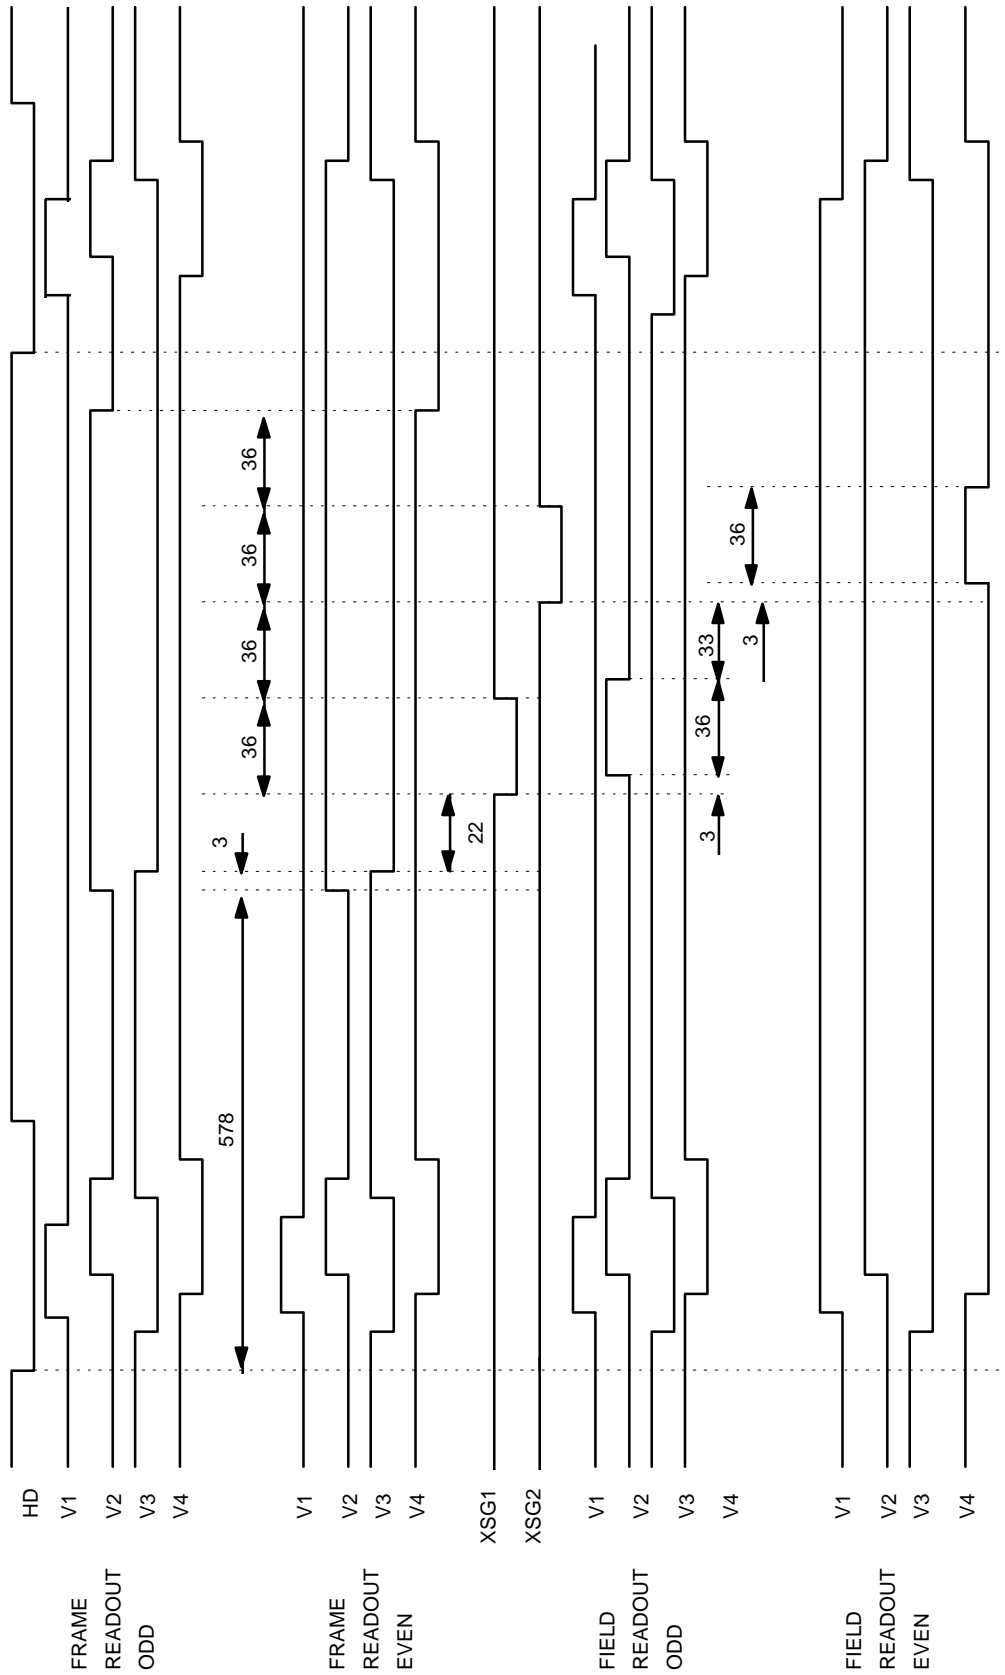 HD
V1
FRAME
V2
READOUT
V3
ODD
V4
V1
FRAME
V2
READOUT
V3
EVEN
V4
XSG1
XSG2
V1
FIELD
V2
READOUT
V3
ODD
V4
V1
FIELD
V2
READOUT
V3
EVEN
V4
578
3
36
36
36
36
22
3
36
33
3
36